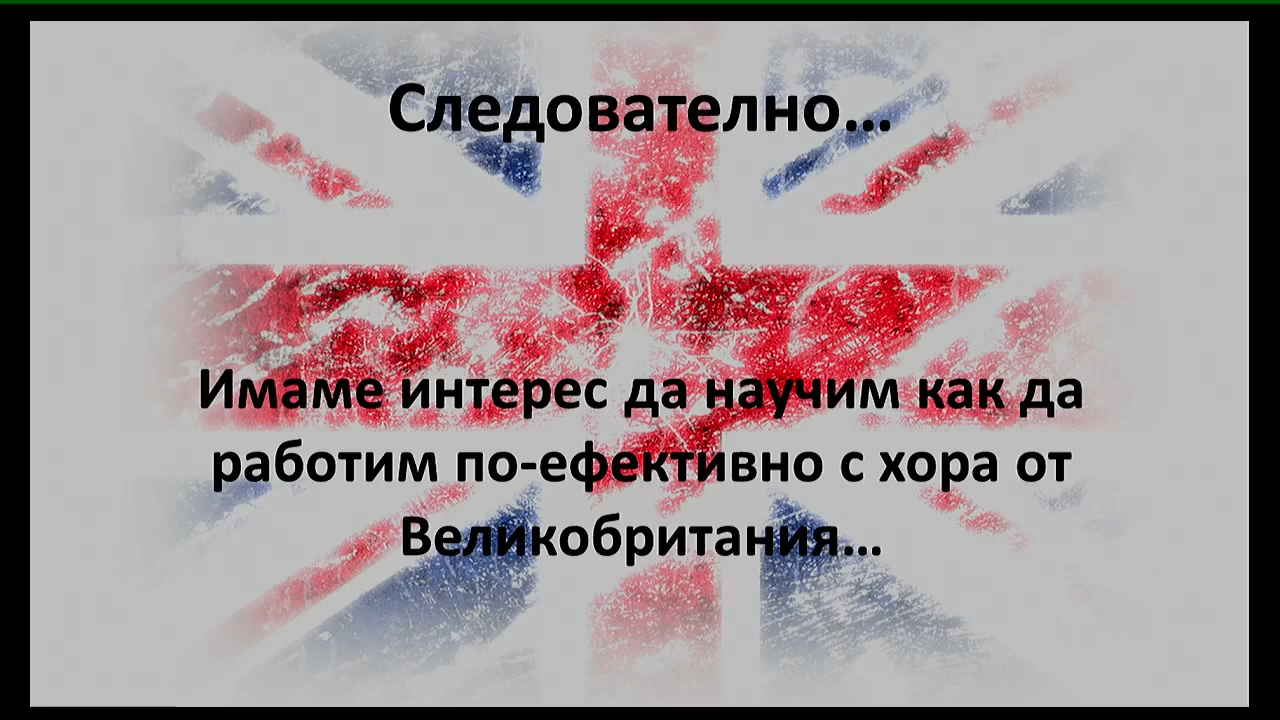 Следователно...
Имаме интерес да научим как да
работим по-ефективно с хора от
Великобритания...